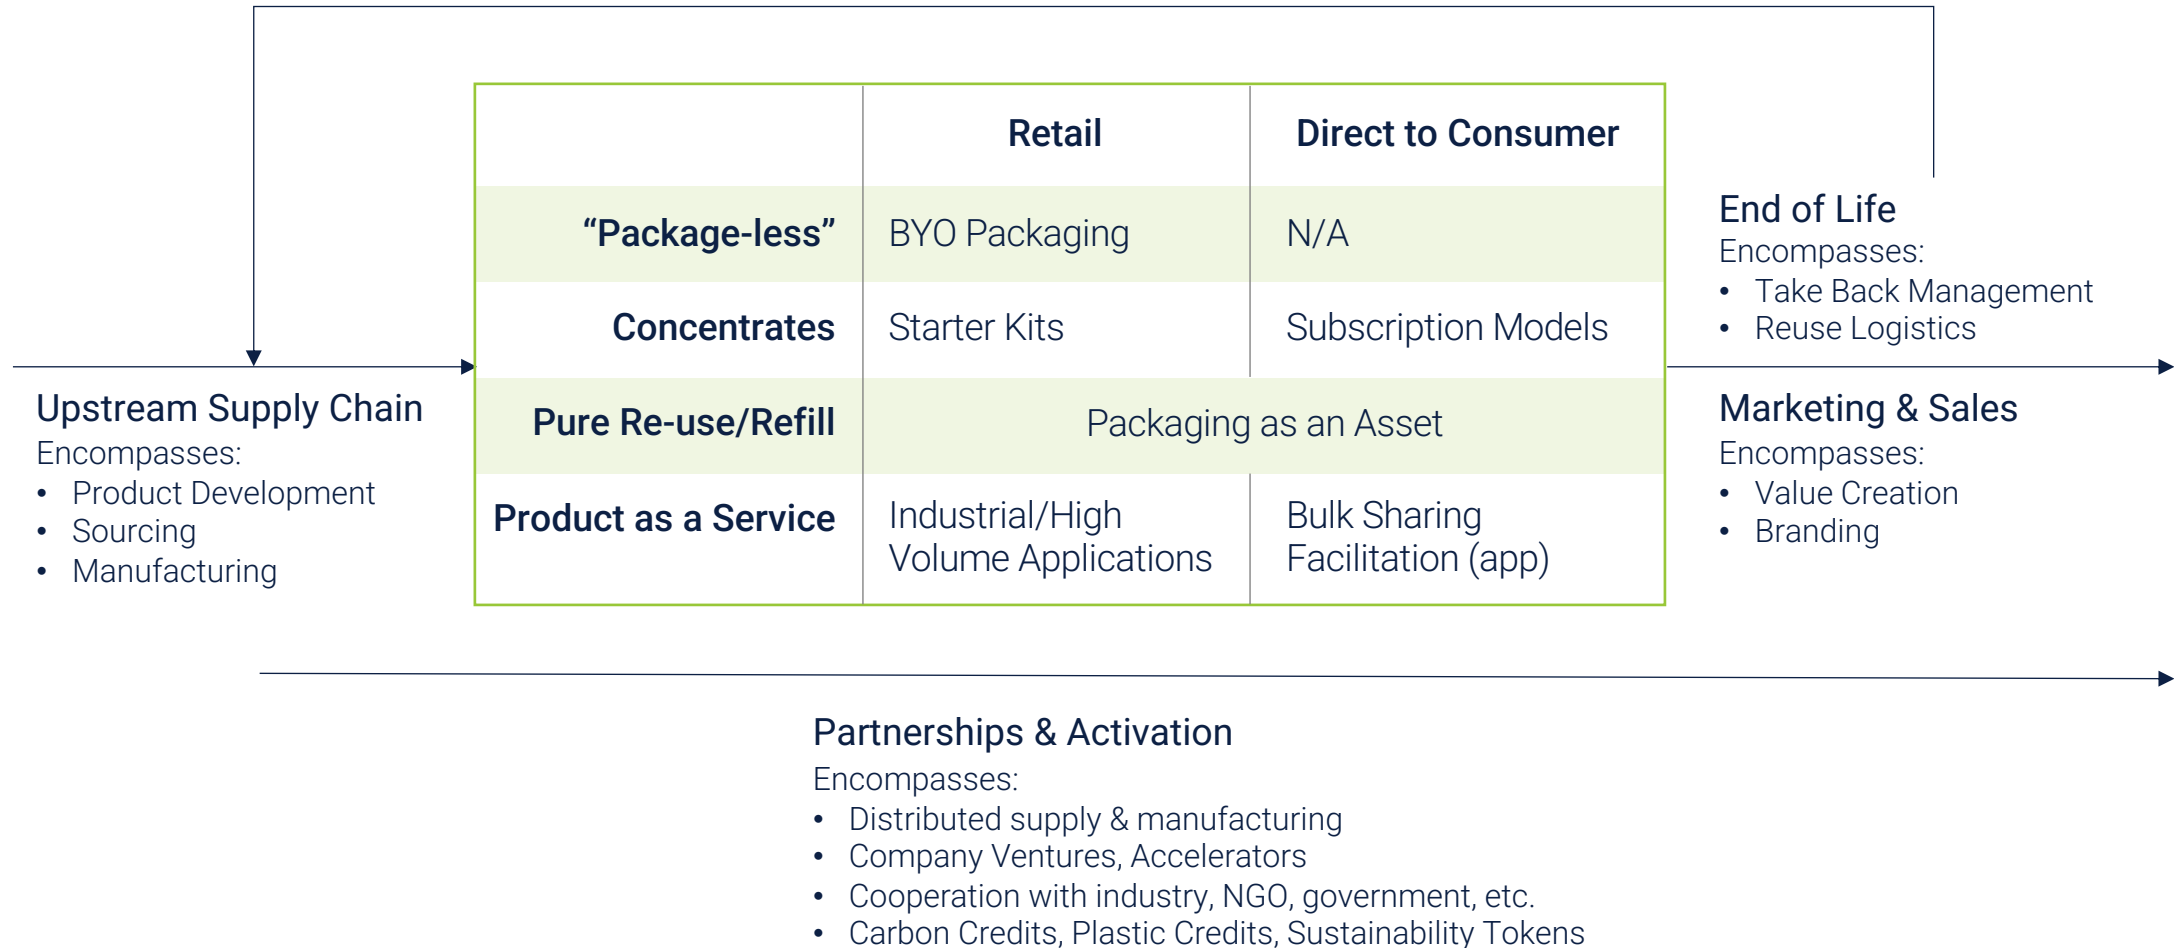 Retail
Direct to Consumer
“Package-less”
BYO Packaging
N/A
Concentrates
Starter Kits
Subscription Models
Pure Re-use/Refill
Packaging as an Asset
Product as a Service
Industrial/High
Volume Applications
Bulk Sharing
Facilitation (app)
Upstream Supply Chain
Encompasses:
• Product Development
• Sourcing
• Manufacturing
End of Life
Encompasses:
• Take Back Management
• Reuse Logistics
Marketing & Sales
Encompasses:
• Value Creation
• Branding
Partnerships & Activation
Encompasses:
• Distributed supply & manufacturing
• Company Ventures, Accelerators
• Cooperation with industry, NGO, government, etc.
• Carbon Credits, Plastic Credits, Sustainability Tokens